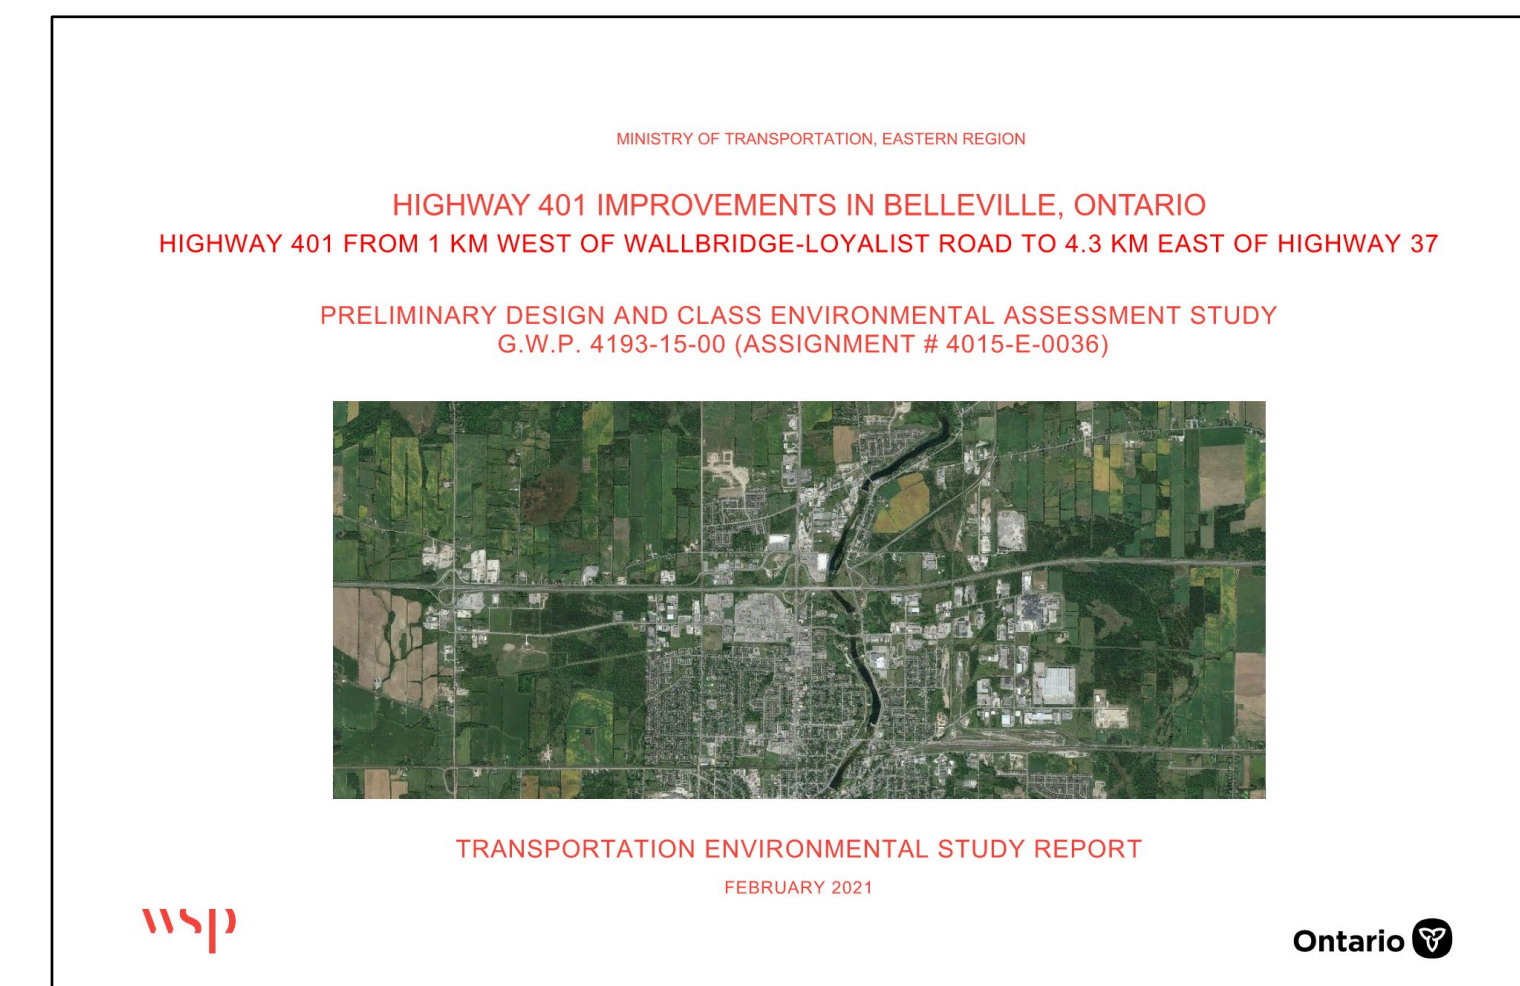 MINISTRY OF TRANSPORTATION, EASTERN REGION
HIGHWAY 401 IMPROVEMENTS IN BELLEVILLE, ONTARIO
HIGHWAY 401 FROM 1 KM WEST OF WALLBRIDGE-LOYALIST ROAD TO 4.3 KM EAST OF HIGHWAY 37
PRELIMINARY DESIGN AND CLASS ENVIRONMENTAL ASSESSMENT STUDY
G.W.P. 4193-15-00 (ASSIGNMENT # 4015-E-0036)
TRANSPORTATION ENVIRONMENTAL STUDY REPORT
FEBRUARY 2021
wsp
Ontario